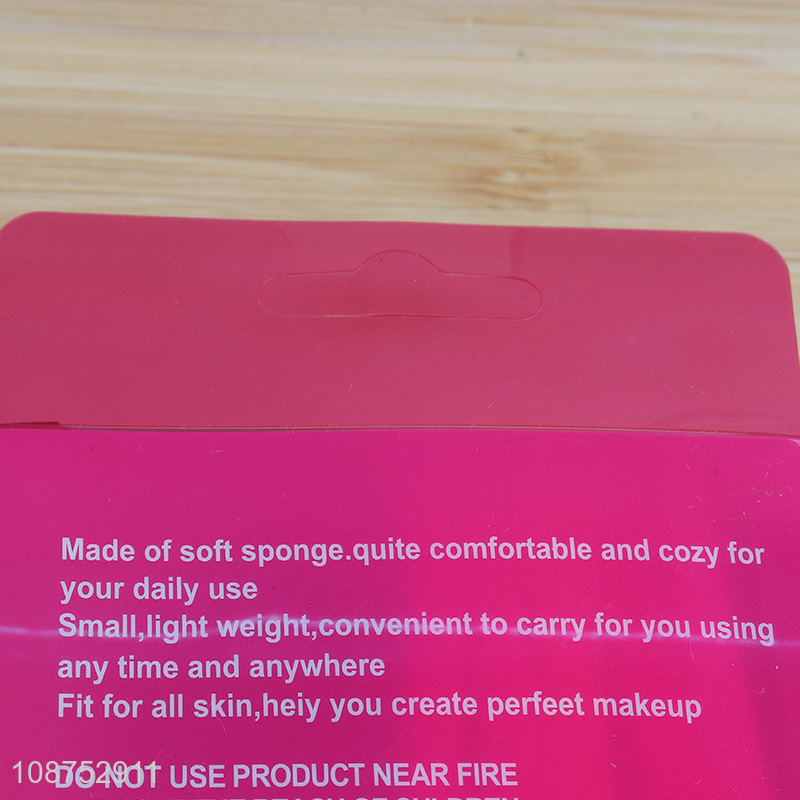 Made of soft sponge.quite comfortable and cozy for
your daily use
Small,light weight,convenient to carry for you using
any time and anywhere
Fit for all skin,heiy you create perfeet makeup
DO NOT USE PRODUCT NEAR FIRE
108752911